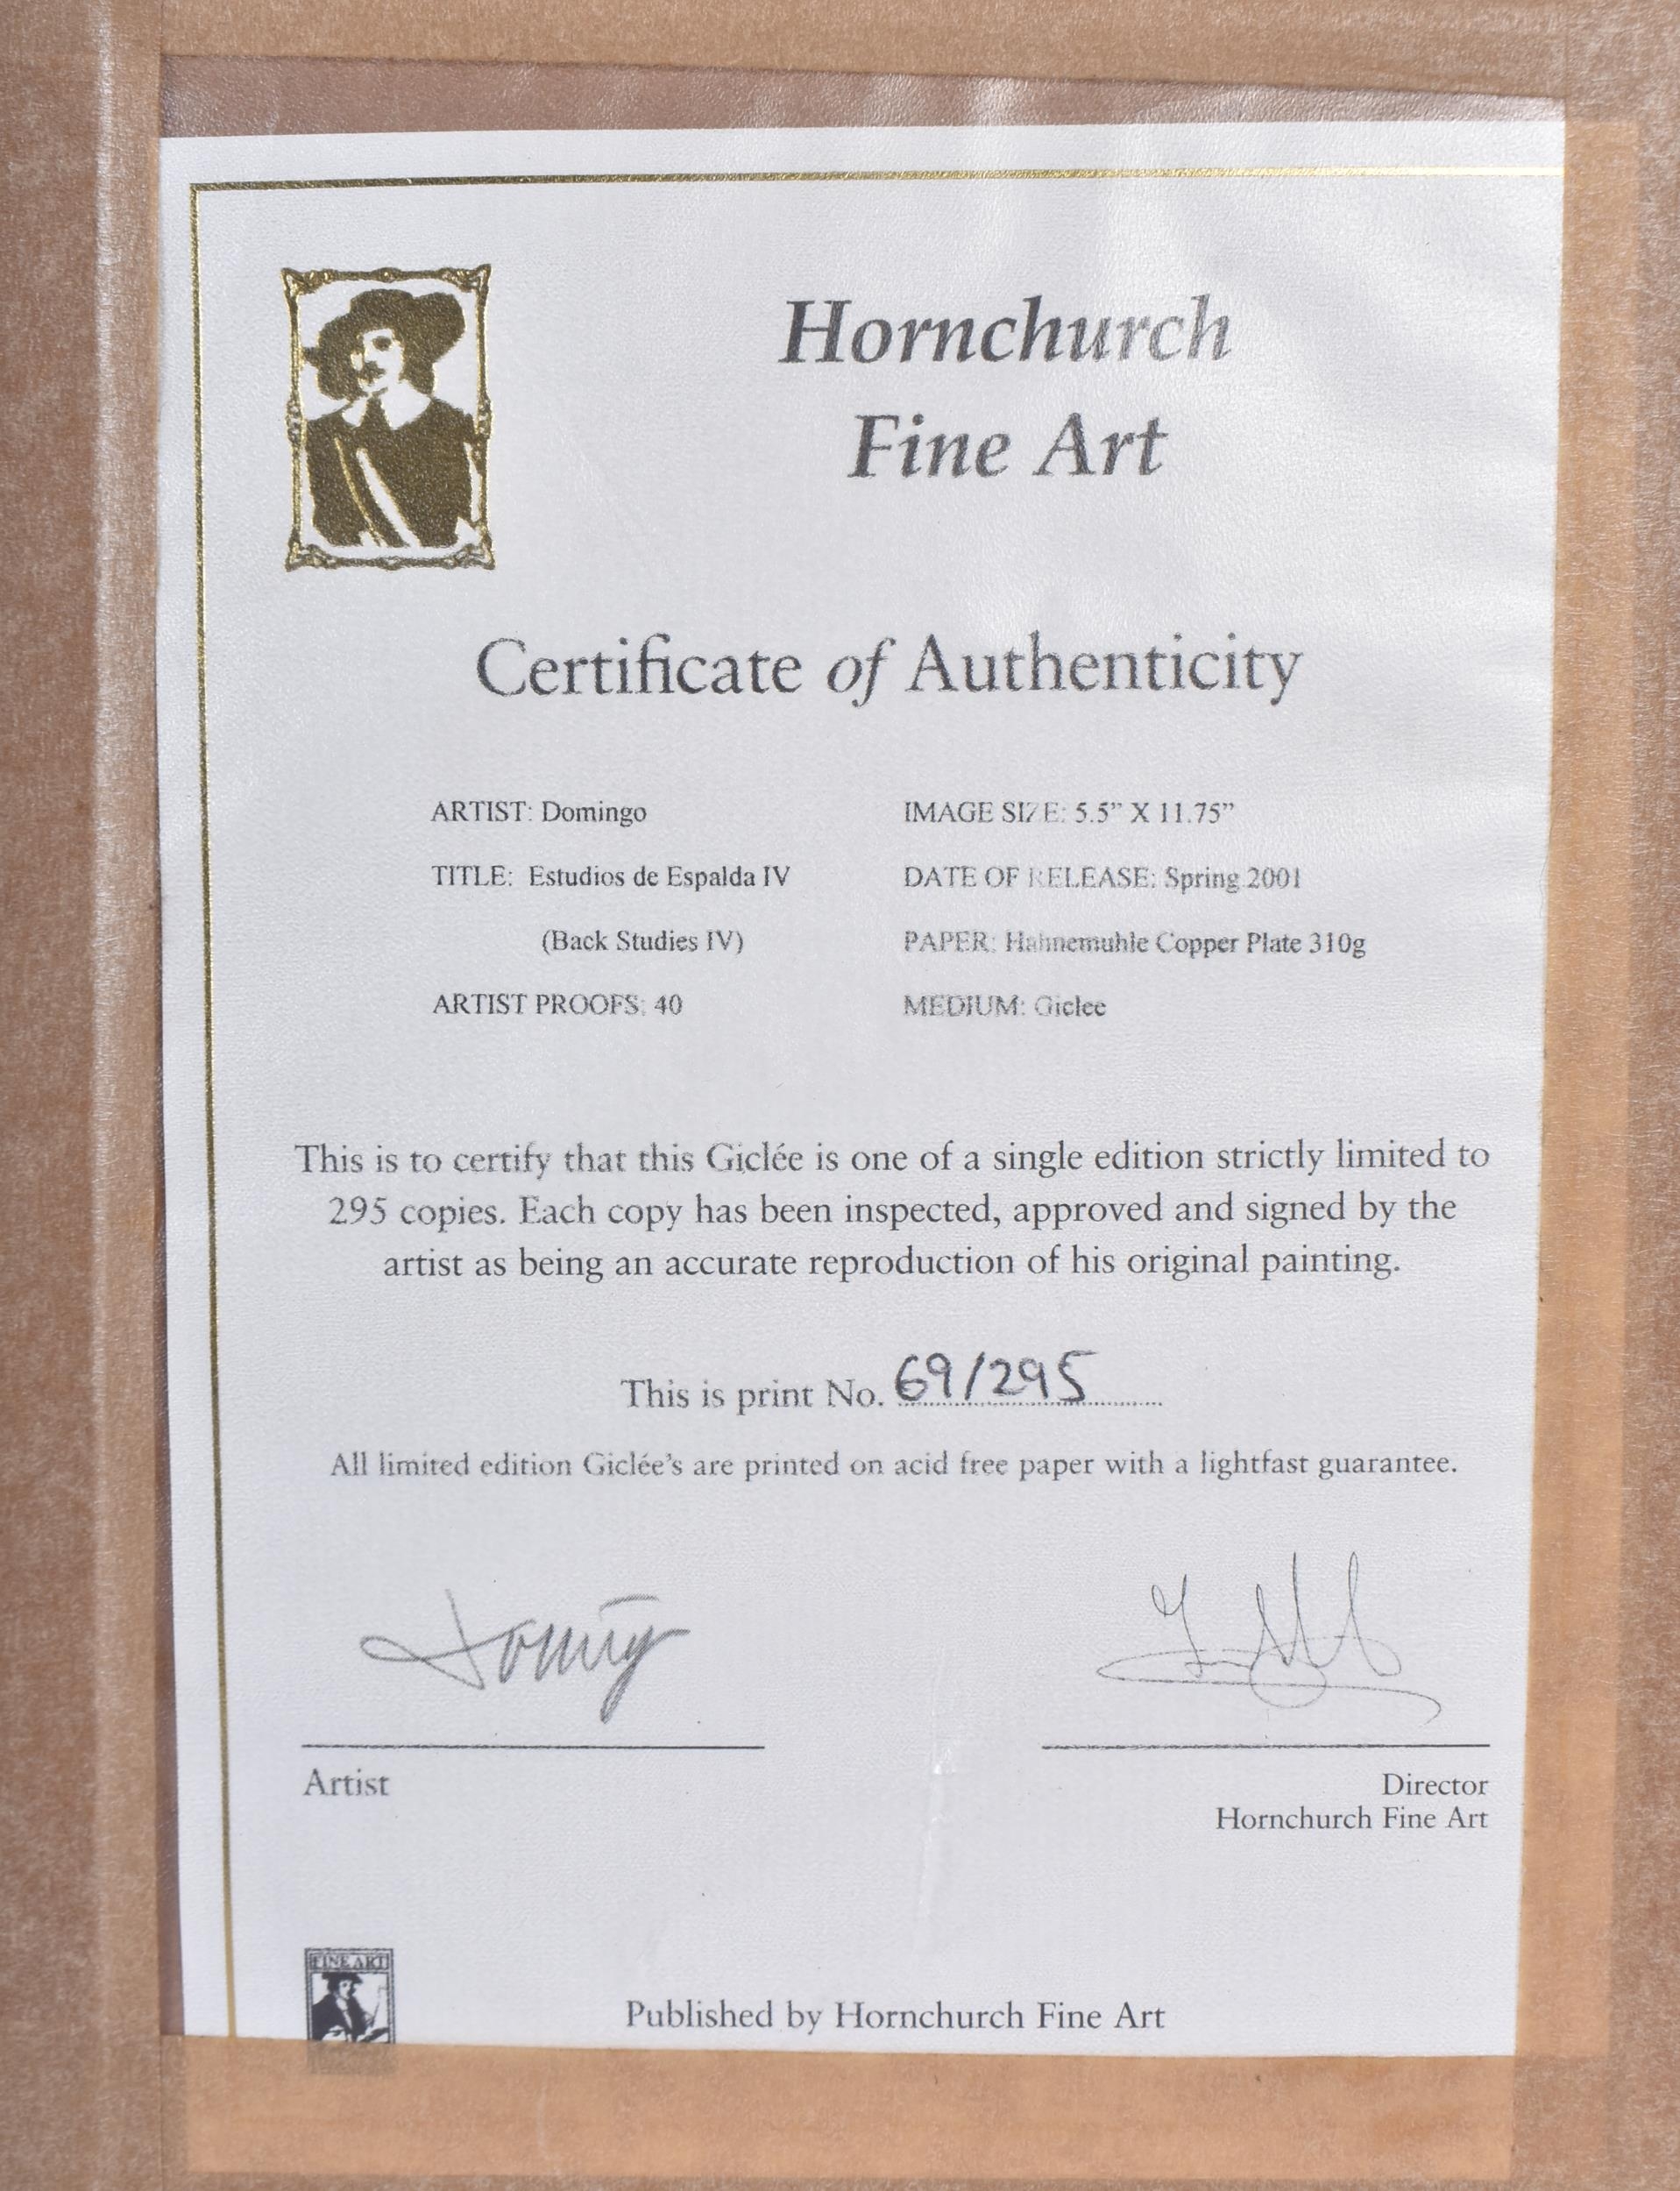 Hornchurch
Fine Art
Certificate of Authenticity
ARTIST: Domingo
TITLE: Estudios de Espalda IV
(Back Studies IV)
ARTIST PROOFS: 40
IMAGE SIZE: 5.5” X 11.75”
DATE OF RELEASE: Spring 2001
PAPER: Hahnemuhle Copper Plate 310g
MEDIUM: Giclee
This is to certify that this Giclée is one of a single edition strictly limited to
295 copies. Each copy has been inspected, approved and signed by the
artist as being an accurate reproduction of his original painting.
This is print No. 69/295
All limited edition Giclée’s are printed on acid free paper with a lightfast guarantee.
Artist
Director
Hornchurch Fine Art
FINE ART
Published by Hornchurch Fine Art